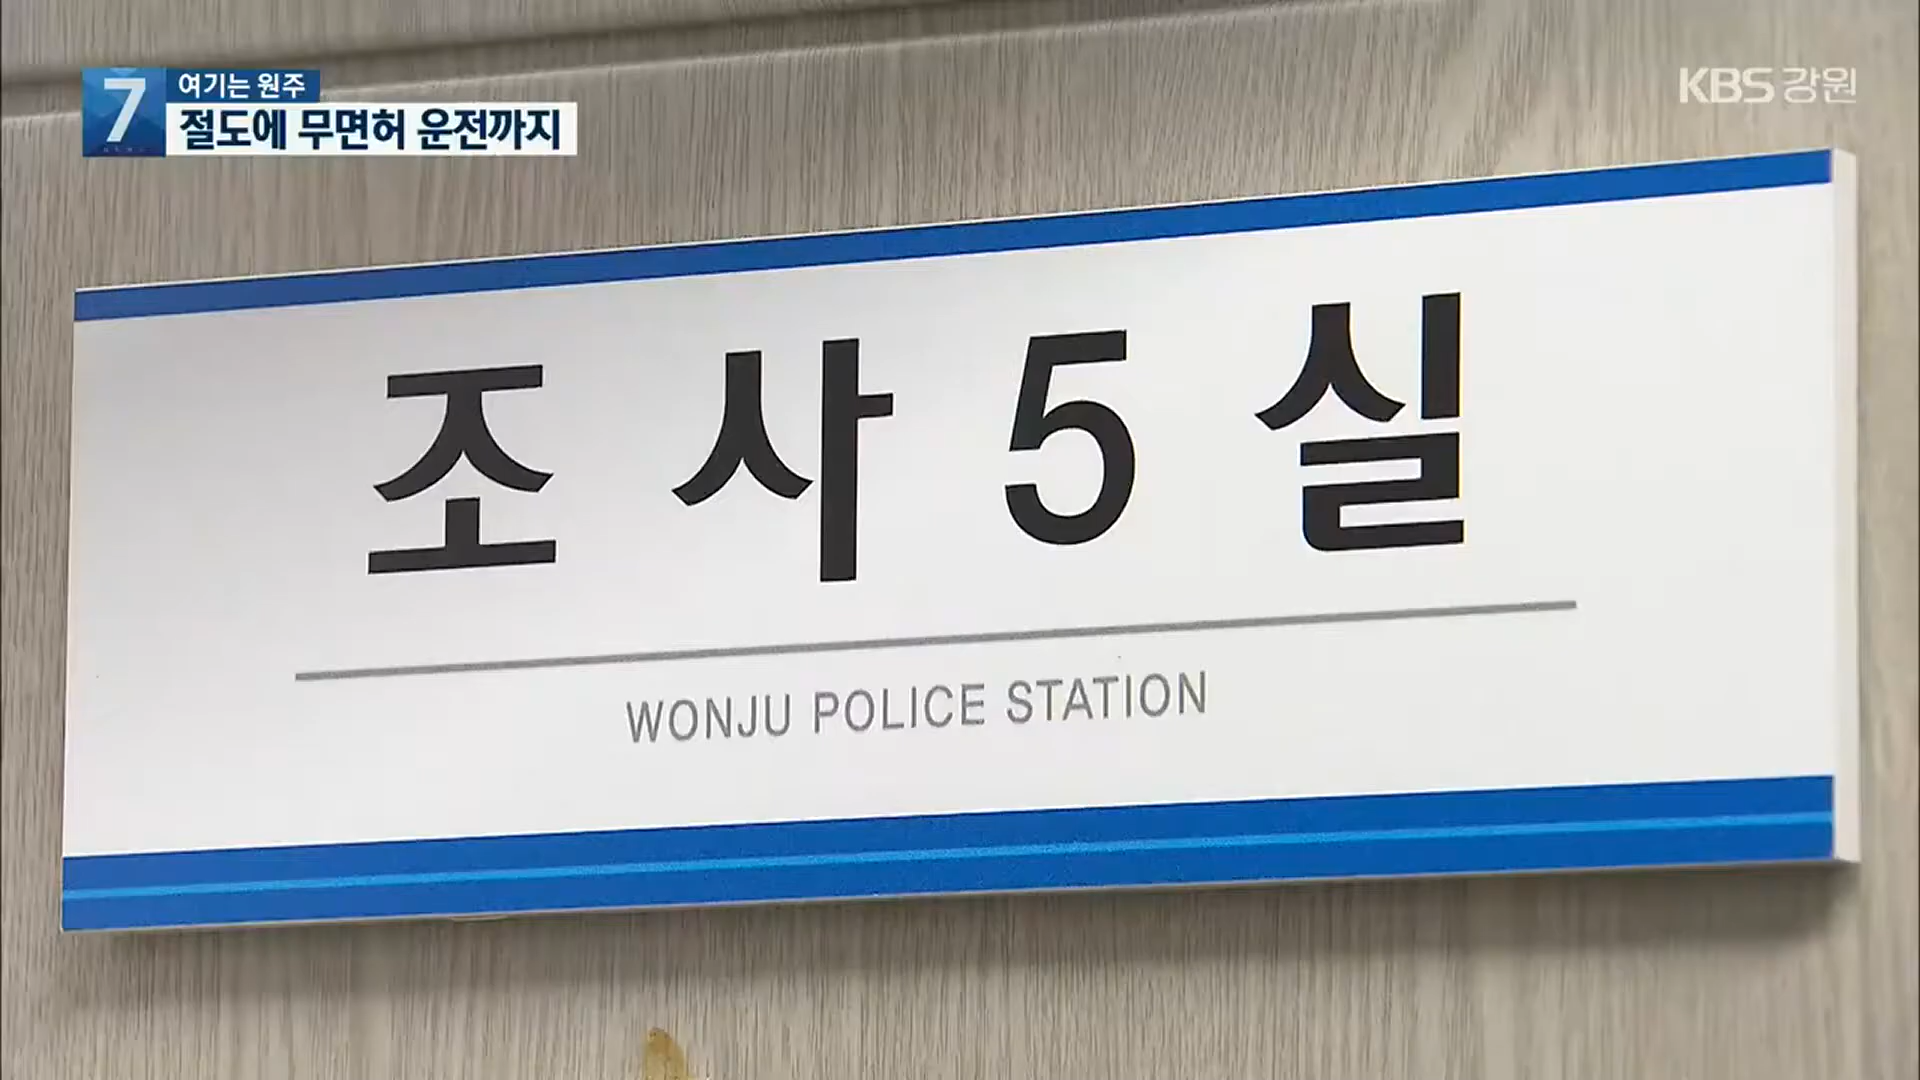 7 여기는 원주
절도에 무면허 운전까지
KBS 강원
조사5실
WONJU POLICE STATION